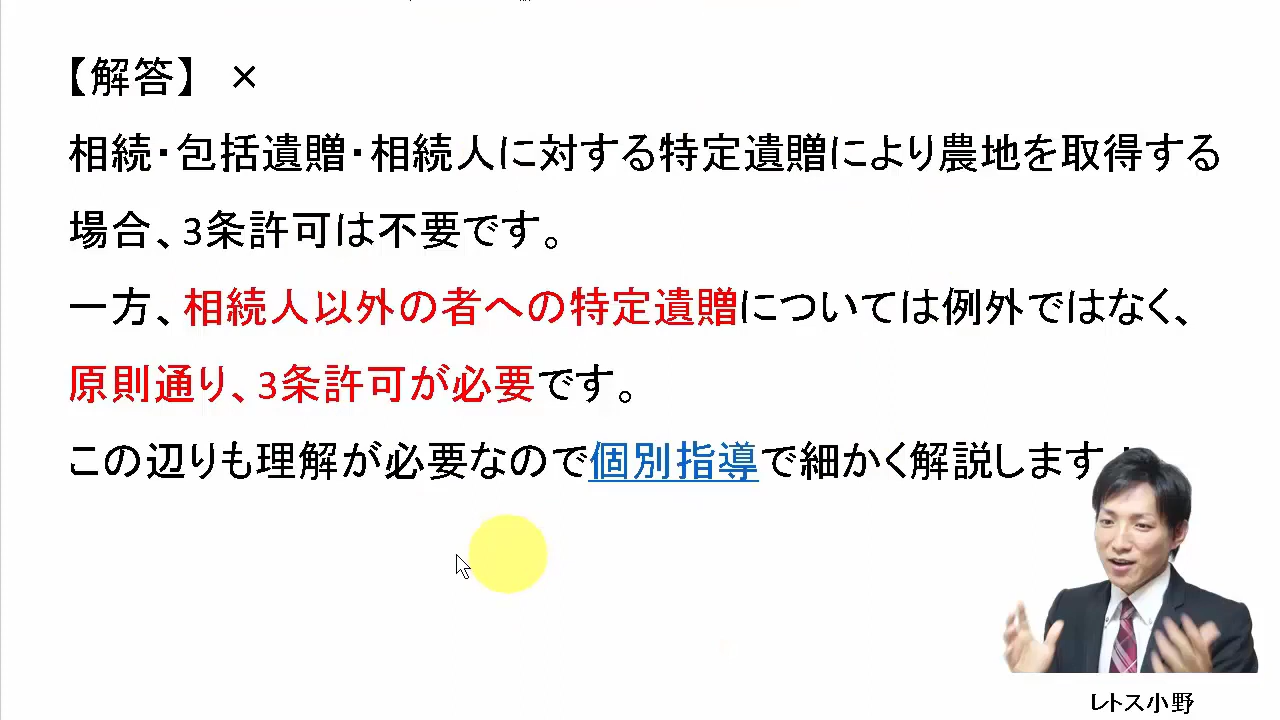 【解答】 ×
相続・包括遺贈・相続人に対する特定遺贈により農地を取得する
場合、3条許可は不要です。
一方、相続人以外の者への特定遺贈については例外ではなく、
原則通り、3条許可が必要です。
この辺りも理解が必要なので個別指導で細かく解説します
レトス小野